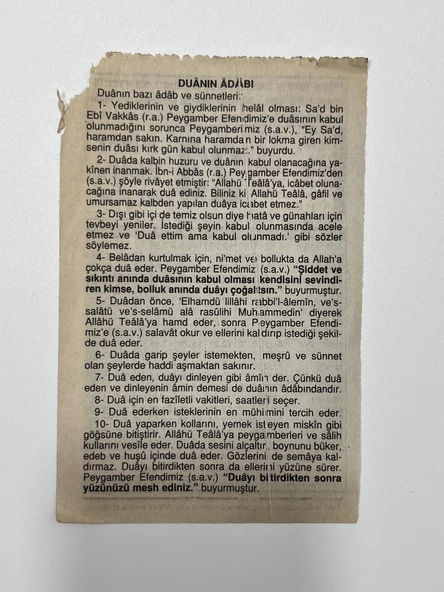 DUÂNIN ÂDÂBI
Duânın bazı âdâb ve sünnetleri:
1- Yediklerinin ve giydiklerinin helâl olması: Sa'd bin
Ebî Vakkâs (r.a.) Peygamber Efendimiz'e duâsının kabul
olunmadığını sorunca Peygamberimiz (s.a.v.), "Ey Sa'd,
haramdan sakın. Karnına haramdan bir lokma giren kim-
senin duâsı kırk gün kabul olunmaz." buyurdu.
2- Duâda kalbin huzuru ve duânın kabul olanacağına ya-
kînen inanmak. İbn-i Abbâs (r.a.) Peygamber Efendimiz'den
(s.a.v.) şöyle rivâyet etmiştir: "Allahü Teâlâ'ya, icâbet oluna-
cağına inanarak duâ ediniz. Biliniz ki Allahü Teâlâ, gâfil ve
umursamaz kalbden yapılan duâya icâbet etmez."
3- Dışı gibi içi de temiz olsun diye hatâ ve günahları için
tevbeyi yeniler. İstediği şeyin kabul olunmasında acele
etmez ve 'Duâ ettim ama kabul olunmadı.' gibi sözler
söylemez.
4- Belâdan kurtulmak için, ni'met ve bollukta da Allah'a
çokça duâ eder. Peygamber Efendimiz (s.a.v.) "Şiddet ve
sıkıntı anında duâsının kabul olması kendisini sevindi-
ren kimse, bolluk anında duâyı çoğaltsın." buyurmuştur.
5- Duâdan önce, 'Elhamdü lillâhi rabbi'l-âlemîn, ve's-
salâtü ve's-selâmü alâ rasûlihî Muhammedin' diyerek
Allâhü Teâlâ'ya hamd eder, sonra Peygamber Efendi-
miz'e (s.a.v.) salavât okur ve ellerini kaldırıp istediği şekil-
de duâ eder.
6- Duâda garip şeyler istemekten, meşrû ve sünnet
olan şeylerde haddi aşmaktan sakınır.
7- Duâ eden, duâyı dinleyen gibi âmîn der. Çünkü duâ
eden ve dinleyenin âmin demesi de duânın âdâbındandır.
8- Duâ için en fazîletli vakitleri, saatleri seçer.
9- Duâ ederken isteklerinin en mühimmini tercih eder.
10- Duâ yaparken kollarını, yemek isteyen miskîn gibi
göğsüne bitiştirir. Allâhü Teâlâ'ya peygamberleri ve sâlih
kullarını vesîle eder. Duâda sesini alçaltır, boynunu büker,
edeb ve huşû içinde duâ eder. Gözlerini de semâya kal-
dırmaz. Duâyı bitirdikten sonra da ellerini yüzüne sürer.
Peygamber Efendimiz (s.a.v.) "Duâyı bitirdikten sonra
yüzünüzü mesh ediniz." buyurmuştur.